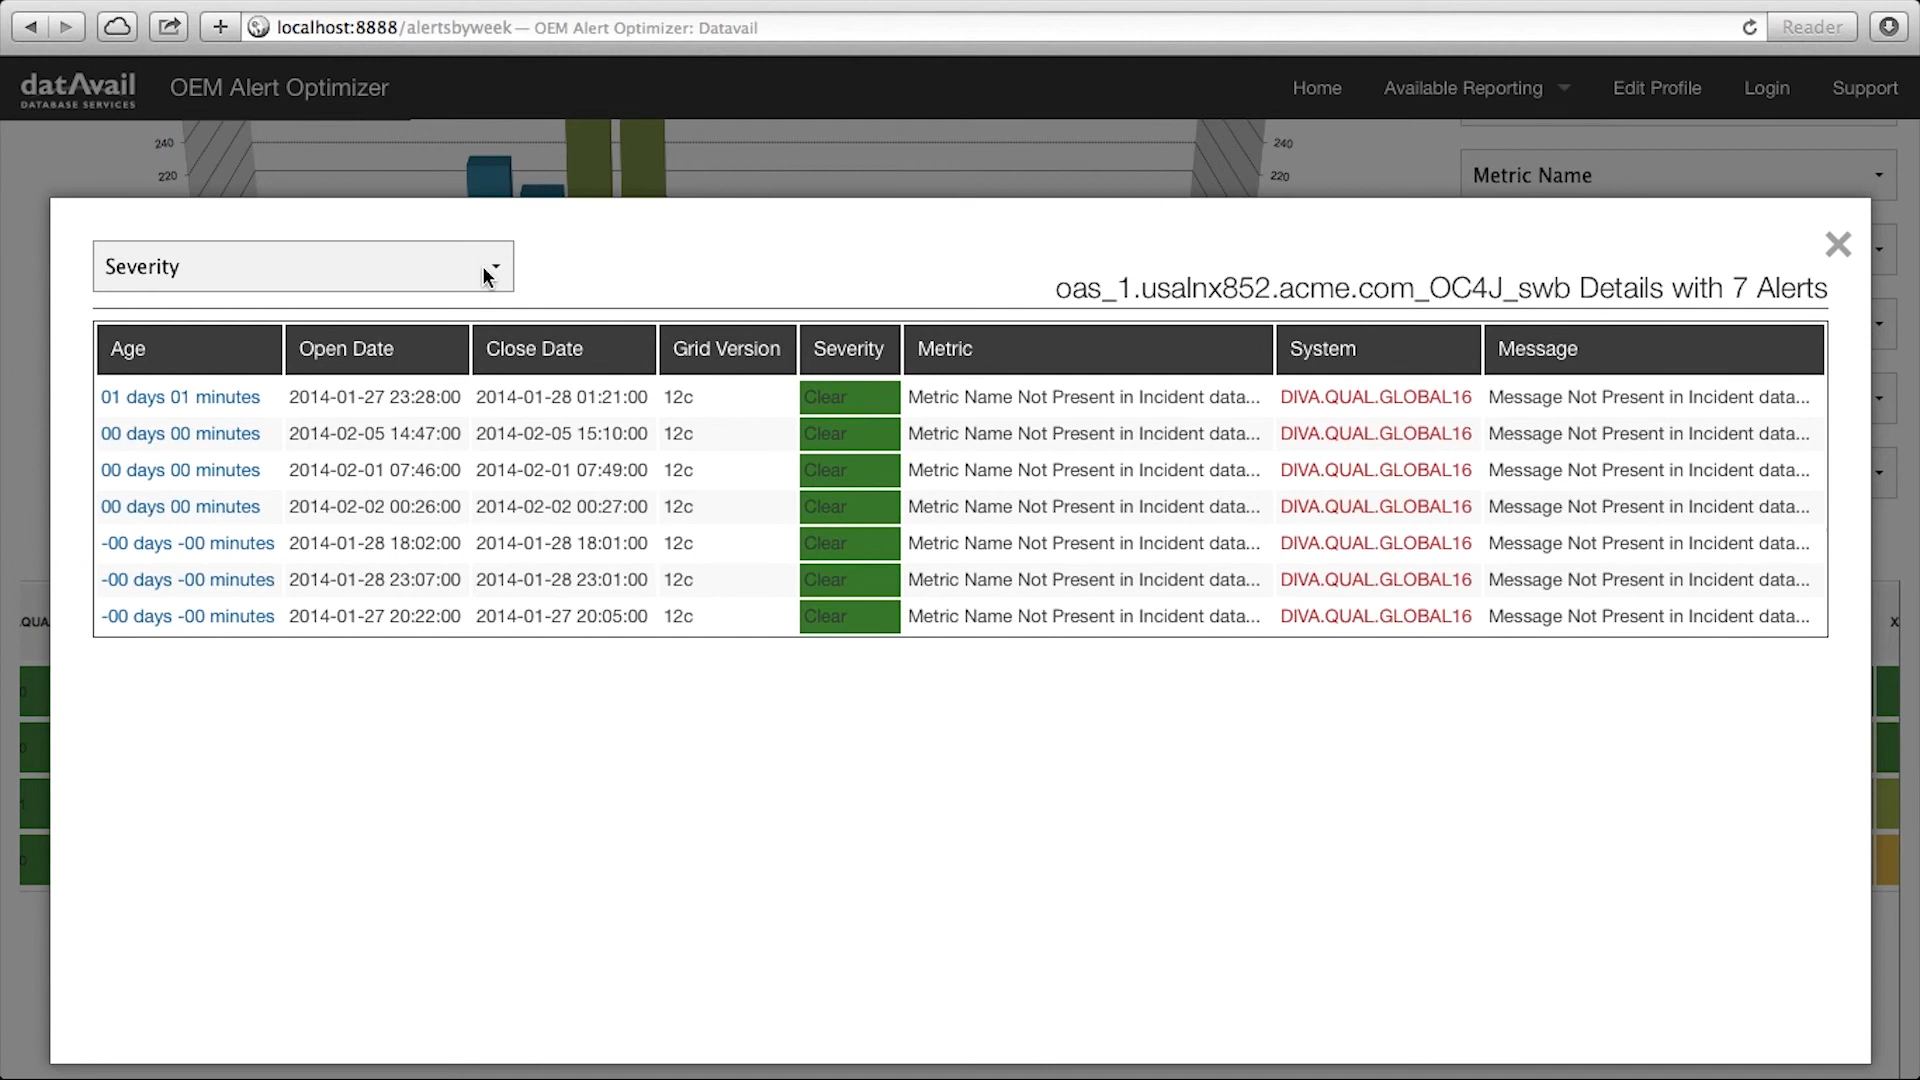 localhost:8888/alertsbyweek — OEM Alert Optimizer: Datavail
Reader
datAvail
DATABASE SERVICES
OEM Alert Optimizer
Home
Available Reporting
Edit Profile
Login
Support
240
240
220
220
Metric Name
Severity
oas_1.usalnx852.acme.com_OC4J_swb Details with 7 Alerts
Age Open Date Close Date Grid Version Severity Metric System Message
01 days 01 minutes 2014-01-27 23:28:00 2014-01-28 01:21:00 12c Clear Metric Name Not Present in Incident data... DIVA.QUAL.GLOBAL16 Message Not Present in Incident data...
00 days 00 minutes 2014-02-05 14:47:00 2014-02-05 15:10:00 12c Clear Metric Name Not Present in Incident data... DIVA.QUAL.GLOBAL16 Message Not Present in Incident data...
00 days 00 minutes 2014-02-01 07:46:00 2014-02-01 07:49:00 12c Clear Metric Name Not Present in Incident data... DIVA.QUAL.GLOBAL16 Message Not Present in Incident data...
00 days 00 minutes 2014-02-02 00:26:00 2014-02-02 00:27:00 12c Clear Metric Name Not Present in Incident data... DIVA.QUAL.GLOBAL16 Message Not Present in Incident data...
-00 days -00 minutes 2014-01-28 18:02:00 2014-01-28 18:01:00 12c Clear Metric Name Not Present in Incident data... DIVA.QUAL.GLOBAL16 Message Not Present in Incident data...
-00 days -00 minutes 2014-01-28 23:07:00 2014-01-28 23:01:00 12c Clear Metric Name Not Present in Incident data... DIVA.QUAL.GLOBAL16 Message Not Present in Incident data...
-00 days -00 minutes 2014-01-27 20:22:00 2014-01-27 20:05:00 12c Clear Metric Name Not Present in Incident data... DIVA.QUAL.GLOBAL16 Message Not Present in Incident data...